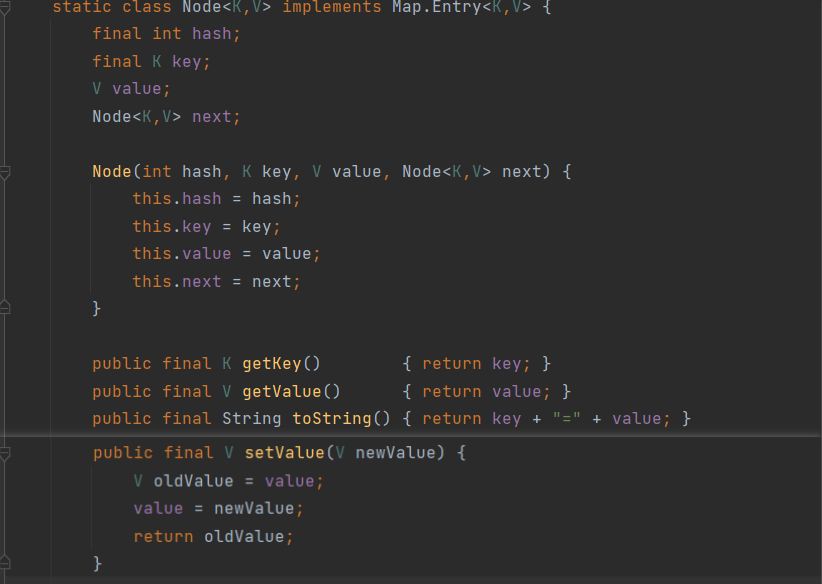 static class Node<K,V> implements Map.Entry<K,V> {
final int hash;
final K key;
V value;
Node<K,V> next;
Node(int hash, K key, V value, Node<K,V> next) {
this.hash = hash;
this.key = key;
this.value = value;
this.next = next;
}
public final K getKey()        { return key; }
public final V getValue()      { return value; }
public final String toString() { return key + "=" + value; }
public final V setValue(V newValue) {
V oldValue = value;
value = newValue;
return oldValue;
}